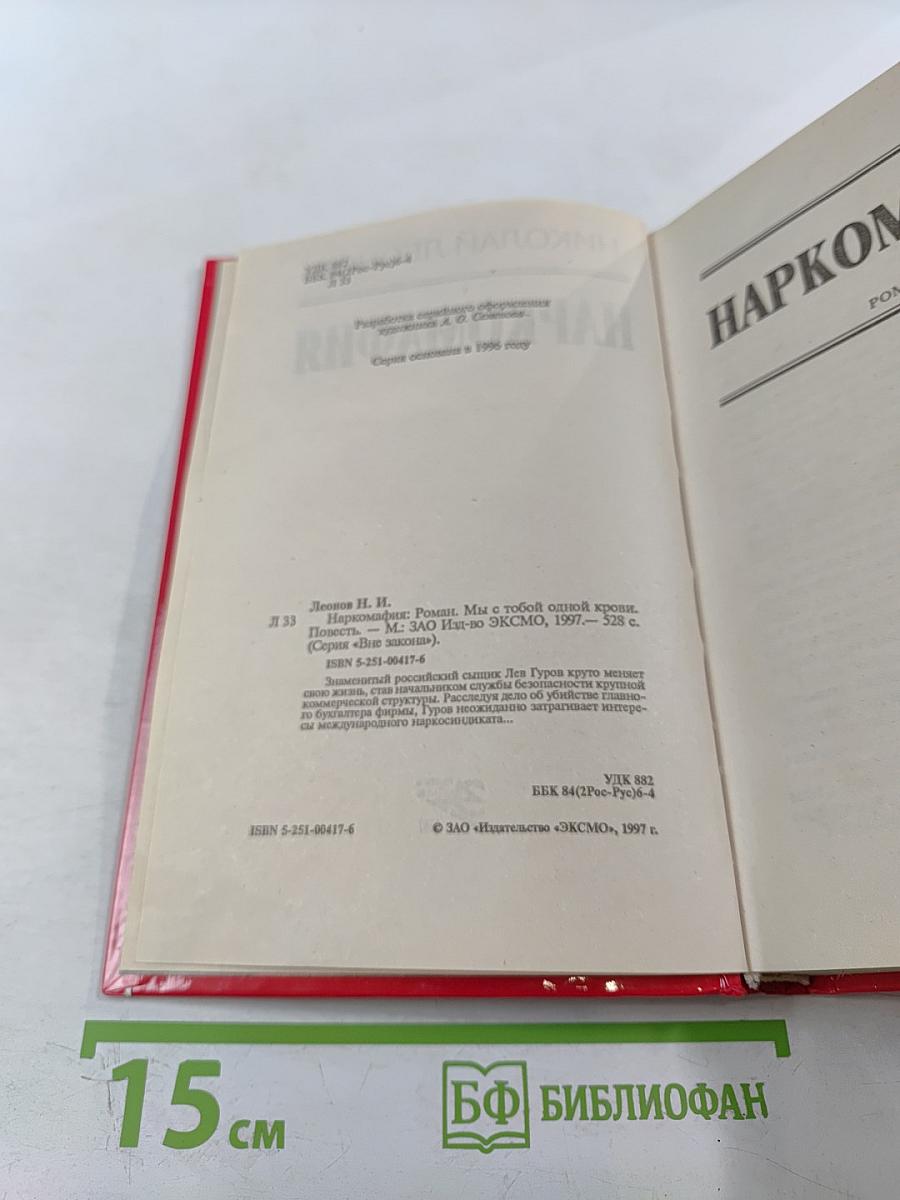 УДК 882
ББК 84(2Рос-Рус)6-4
Л 33
Разработка серийного оформления
художника А. О.
Серия основана в 1996 году
Леонов Н. И.
Л 33 Наркомафия: Роман. Мы с тобой одной крови.
Повесть. — М.: ЗАО Изд-во ЭКСМО, 1997.— 528 с.
(Серия «Вне закона»).
ISBN 5-251-00417-6
Знаменитый российский сыщик Лев Гуров круто меняет
свою жизнь, став начальником службы безопасности крупной
коммерческой структуры. Расследуя дело об убийстве главно-
го бухгалтера фирмы, Гуров неожиданно затрагивает интере-
сы международного наркосиндиката...
УДК 882
ББК 84(2Рос-Рус)6-4
ISBN 5-251-00417-6 © ЗАО «Издательство «ЭКСМО», 1997 г.
НАРКОМ
РОМ
15 см
БФ БИБЛИОФАН